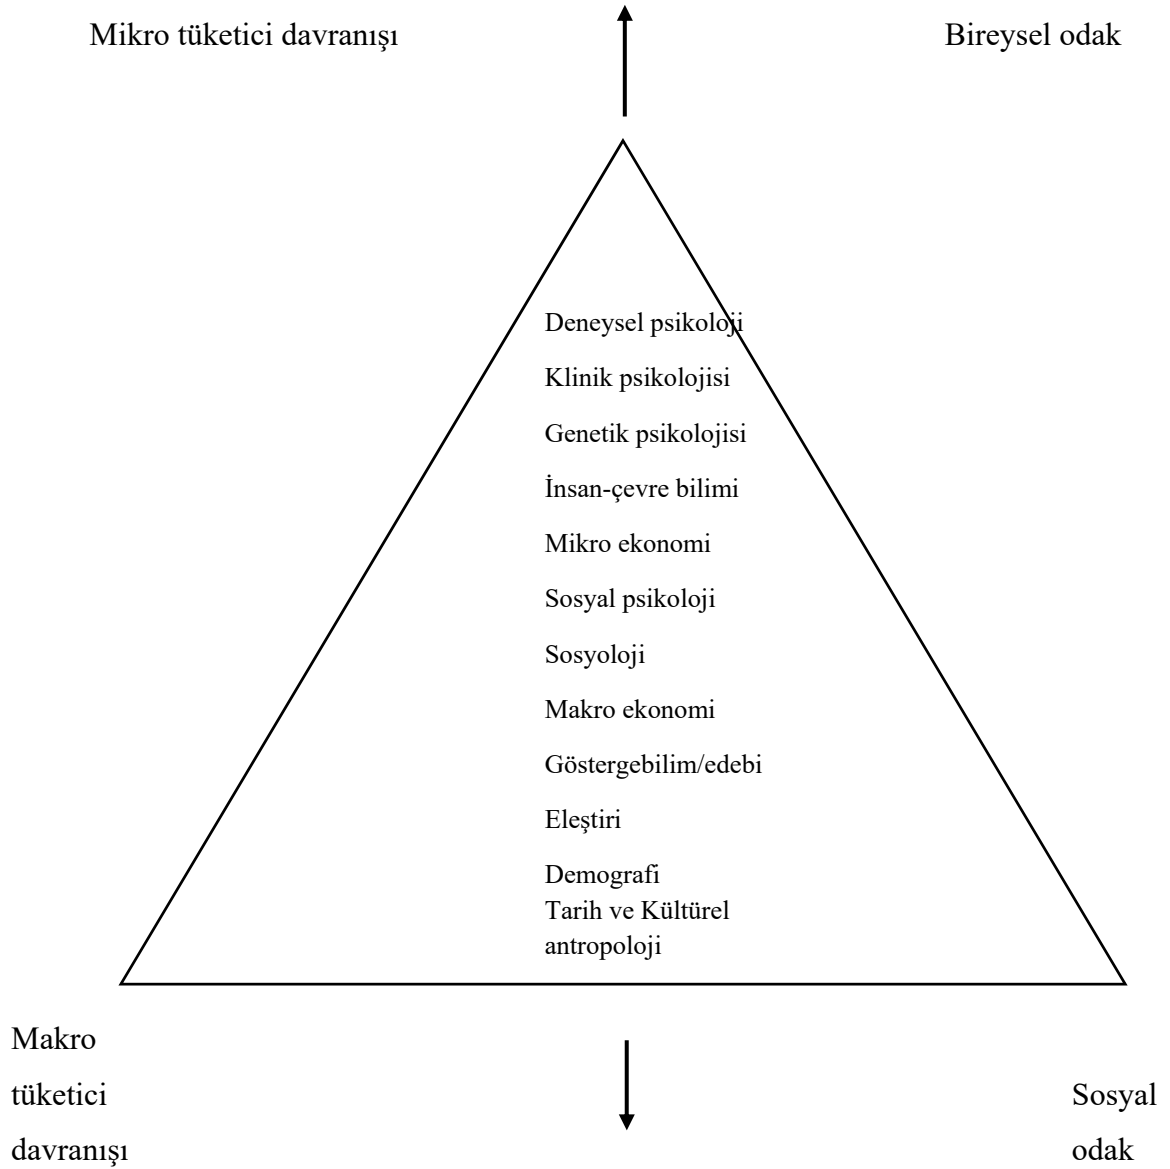 Mikro tüketici davranışı
Bireysel odak
Deneysel psikoloji
Klinik psikolojisi
Genetik psikolojisi
İnsan-çevre bilimi
Mikro ekonomi
Sosyal psikoloji
Sosyoloji
Makro ekonomi
Göstergebilim/edebi
Eleştiri
Demografi
Tarih ve Kültürel
antropoloji
Makro
tüketici
davranışı
Sosyal
odak